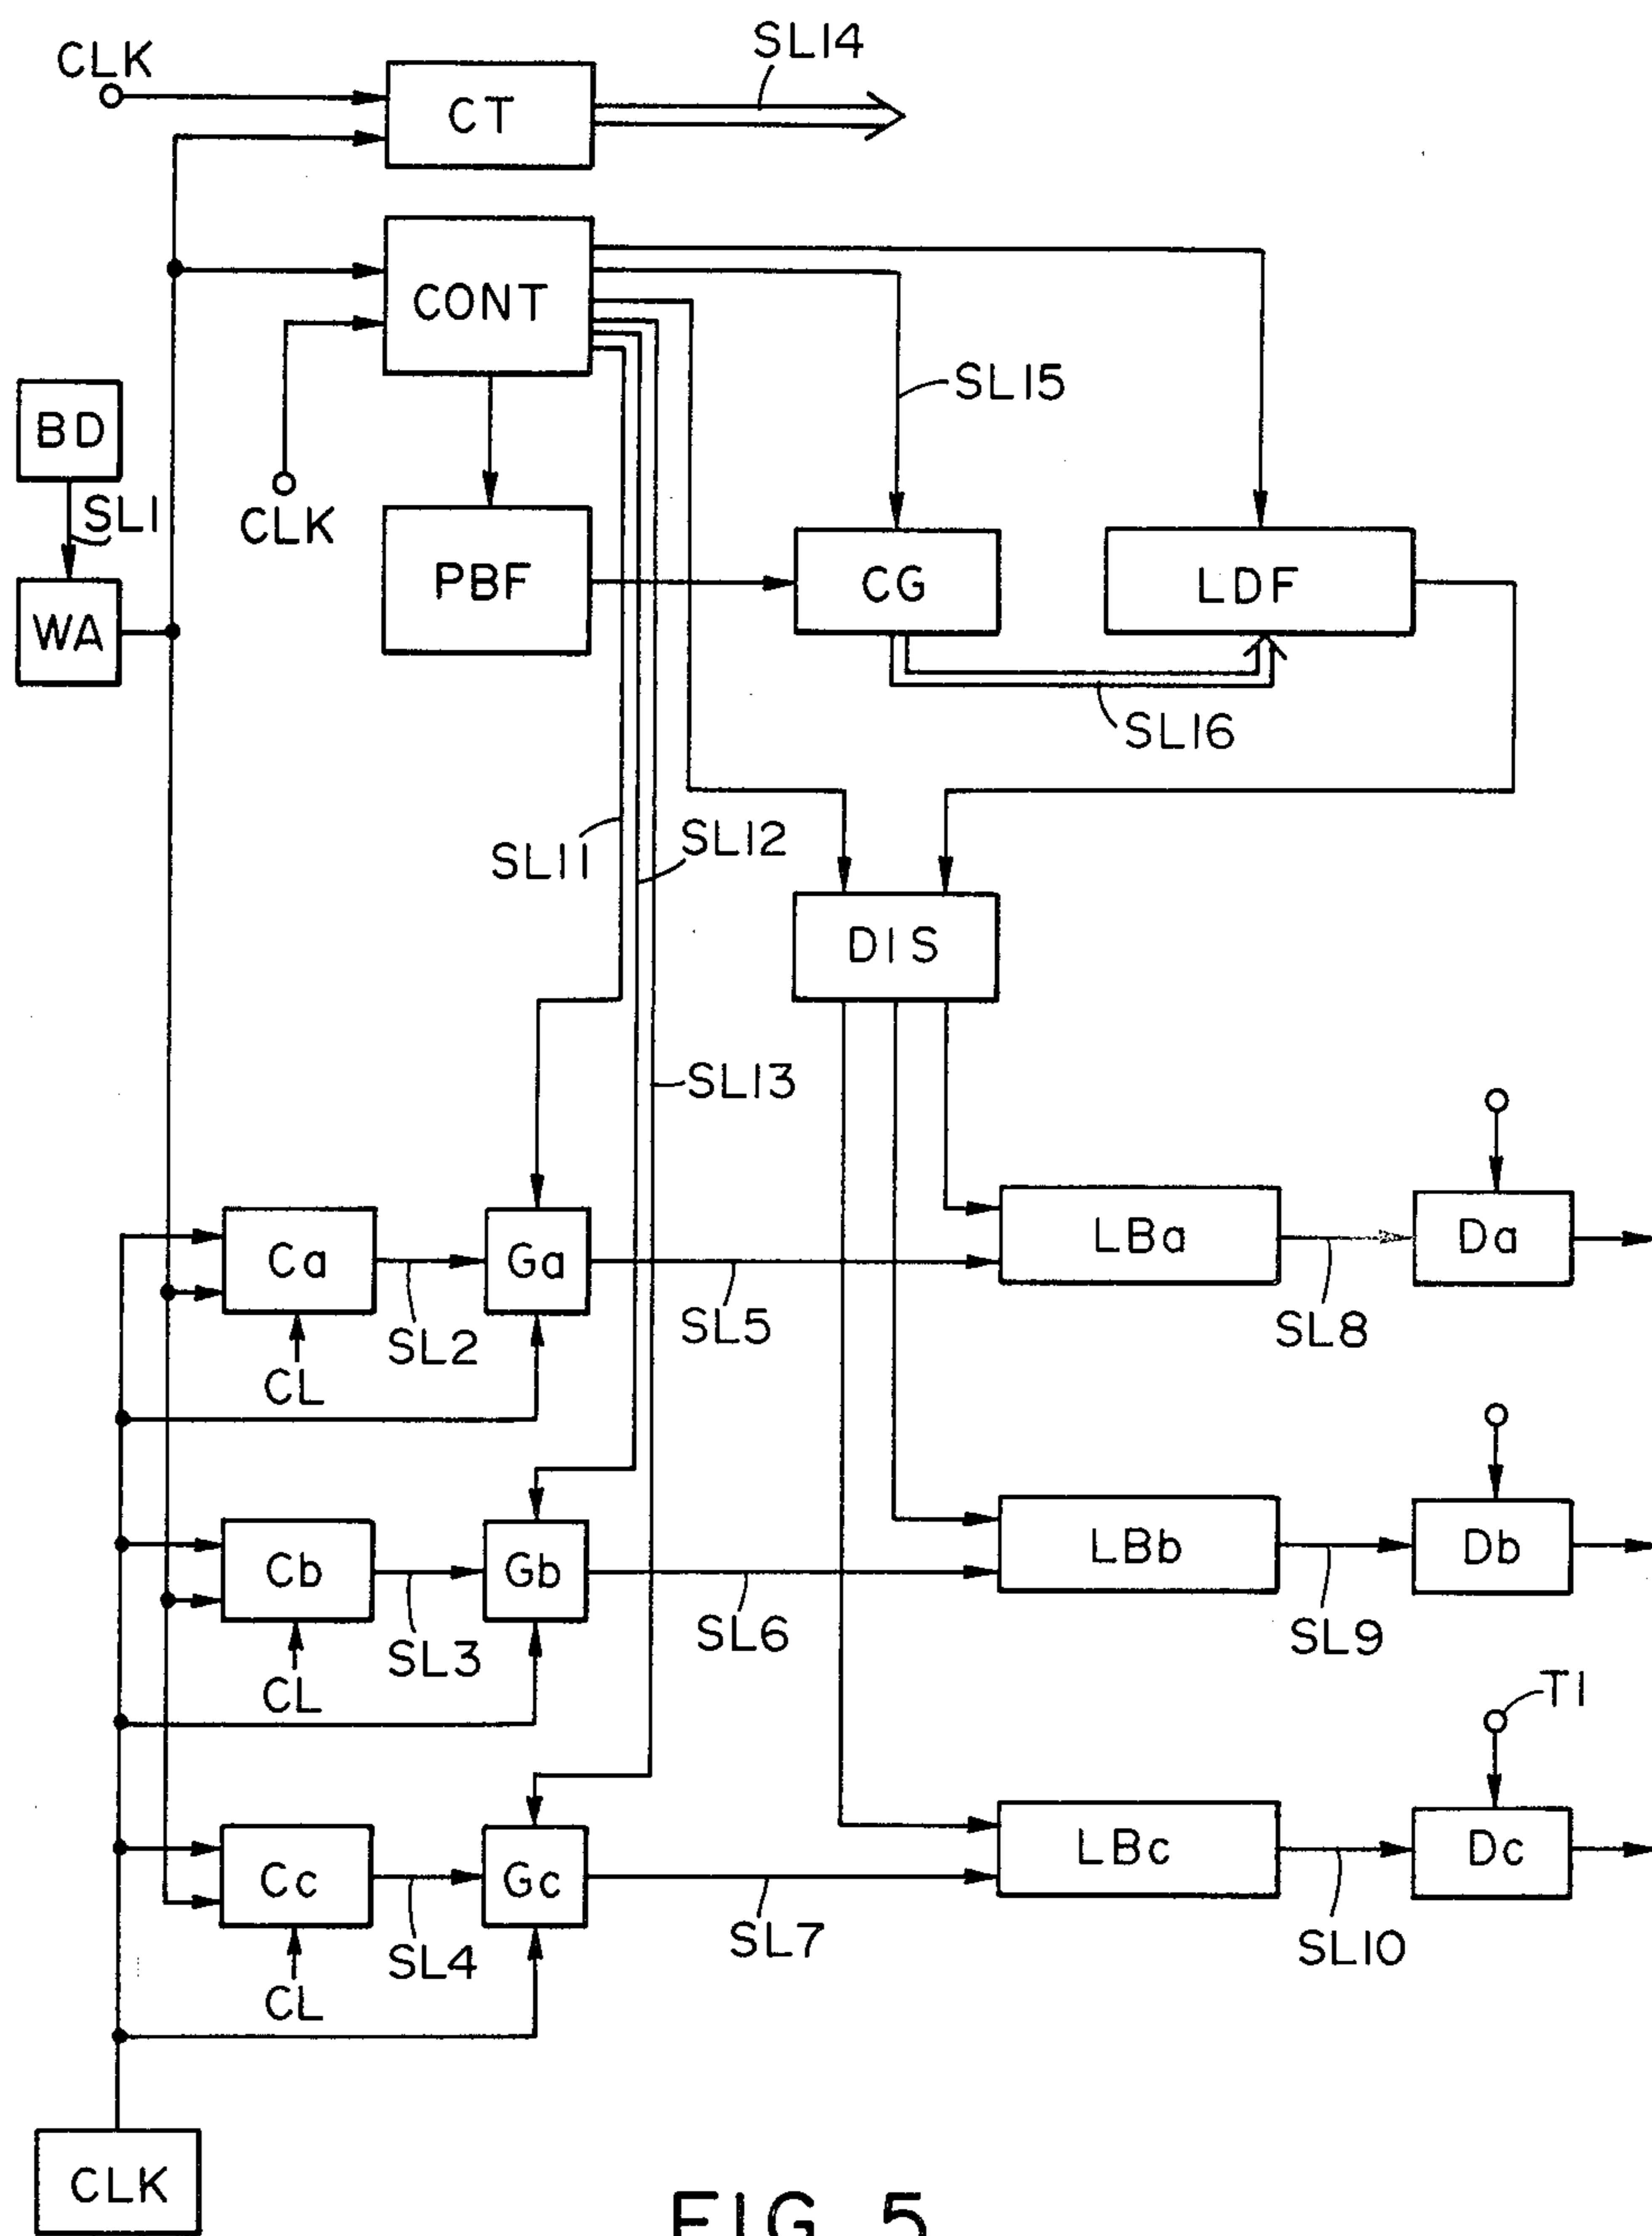 SL14
CLK
CT
CONT
BD
SL15
SL1
CLK
PBF
CG
LDF
WA
SL16
SL11
SL12
DIS
SL13
Ca
Ga
LBa
Da
SL2
SL5
SL8
CL
Cb
Gb
LBb
Db
SL3
SL6
SL9
CL
T1
Cc
Gc
LBc
Dc
SL4
SL7
SL10
CL
CLK
FIG. 5